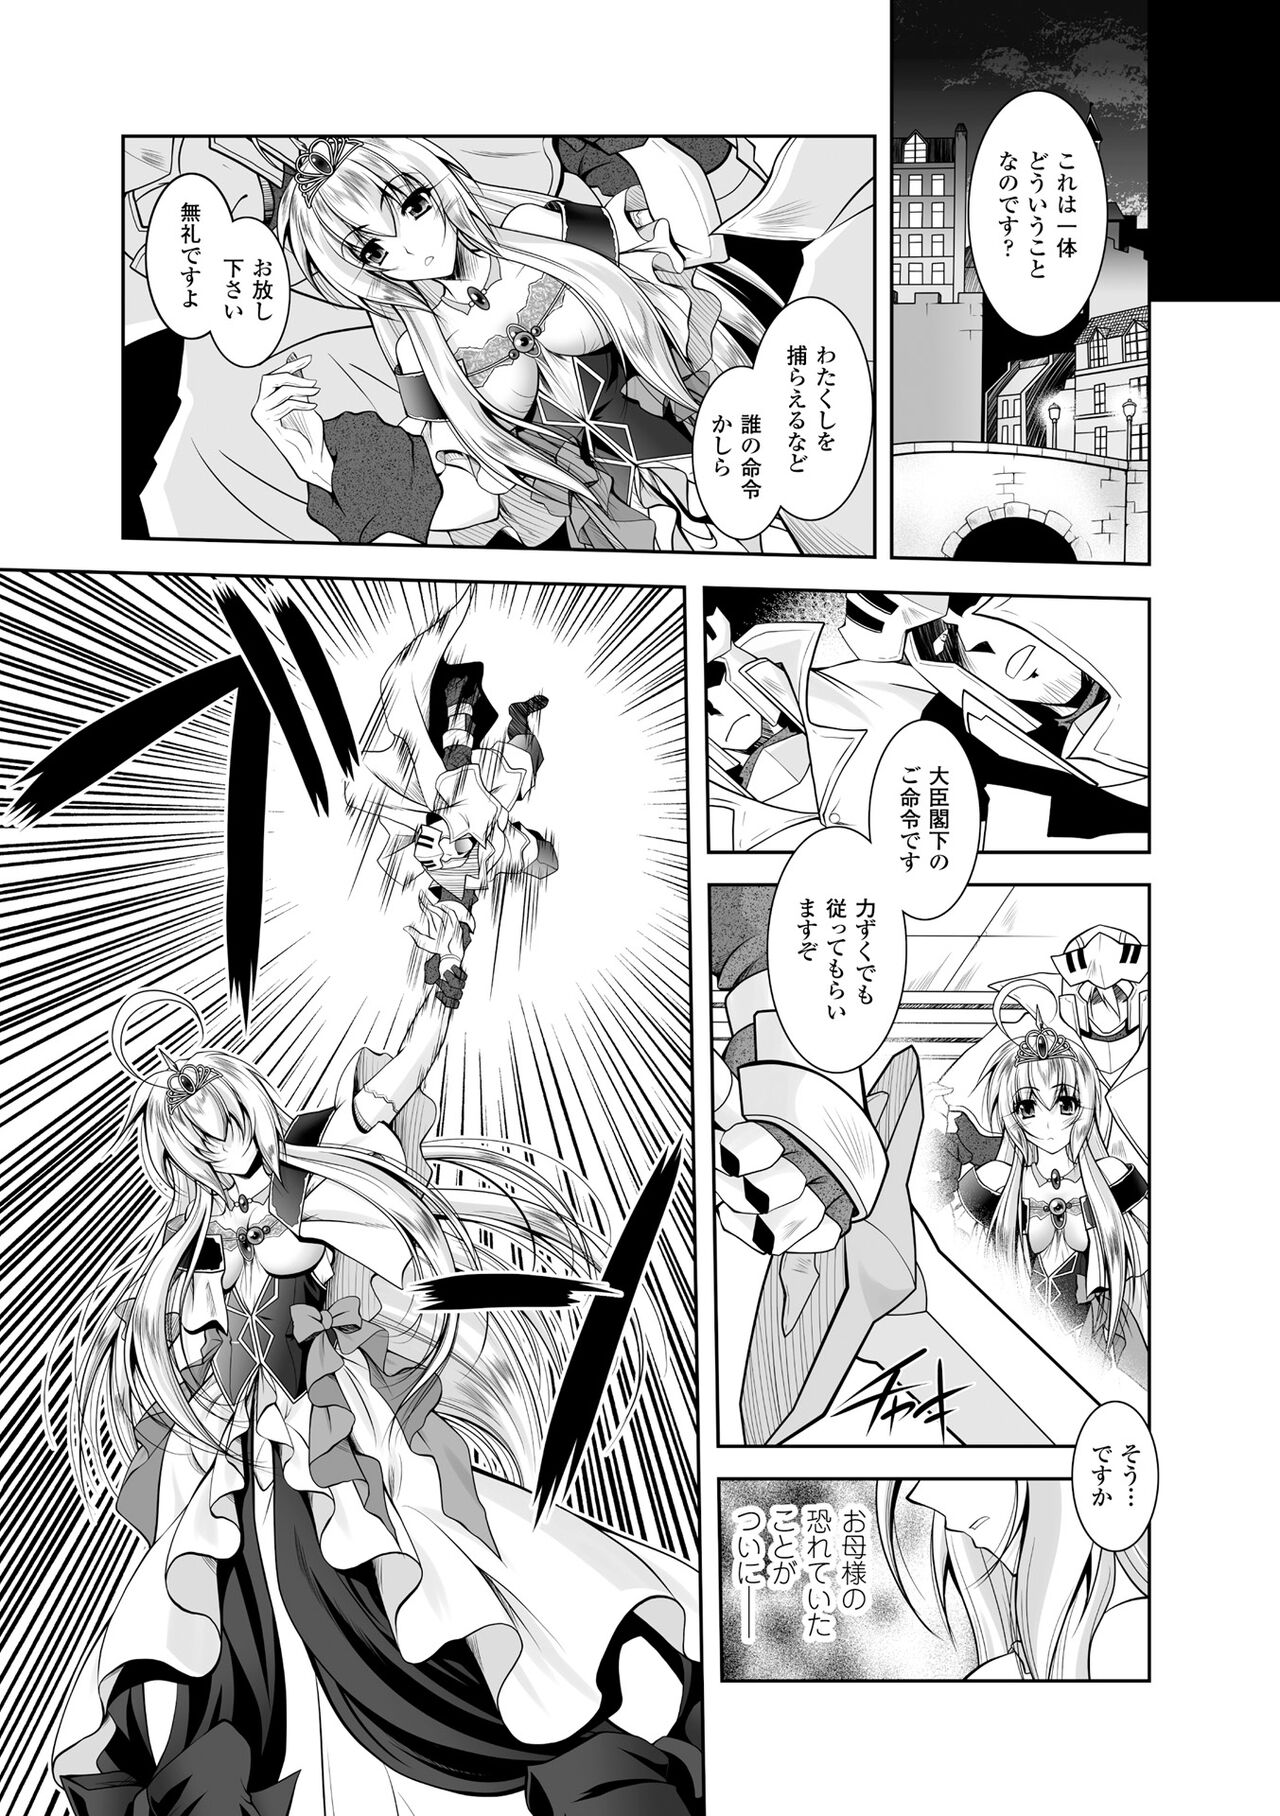 これは一体
どういうこと
なのです？
わたくしを
捕らえるなど
誰の命令
かしら
お放し
下さい
無礼ですよ
大臣閣下の
ご命令です
力ずくでも
従ってもらい
ますぞ
チャキ
そう…
ですか
お母様の
恐れていた
ことが
ついに――